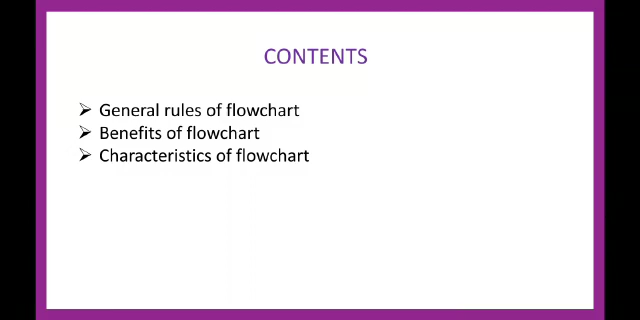 CONTENTS
➢ General rules of flowchart
➢ Benefits of flowchart
➢ Characteristics of flowchart